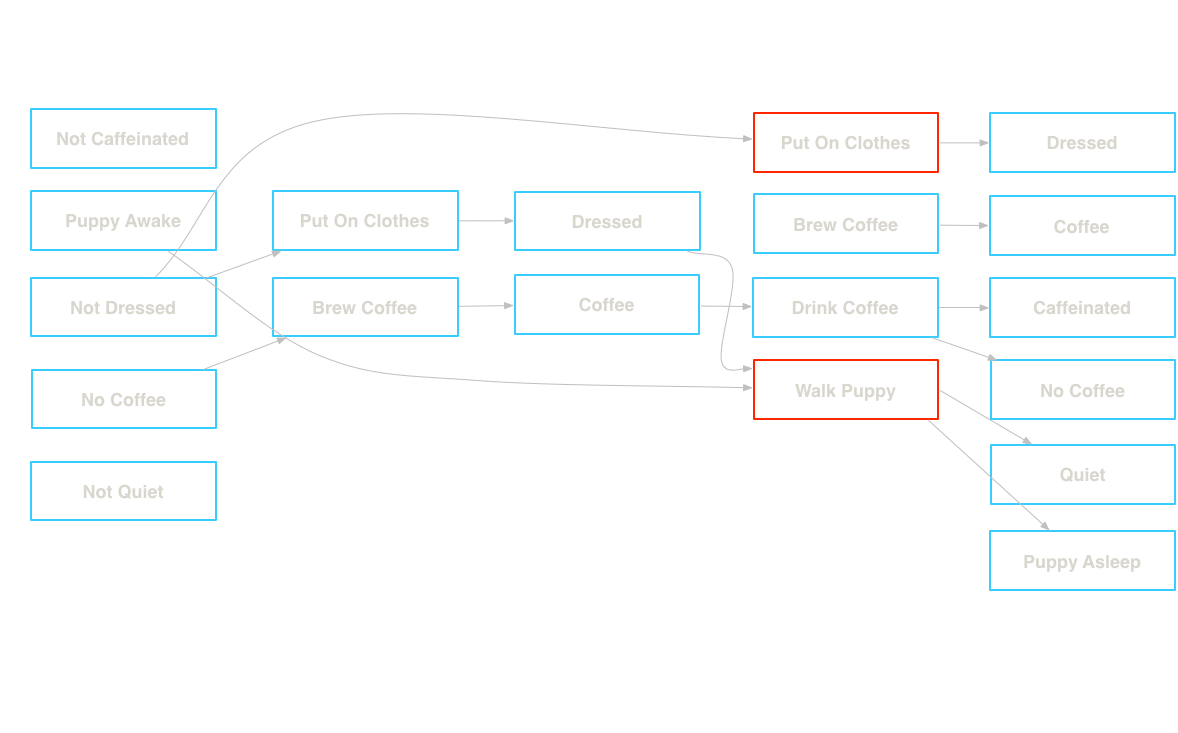 Not Caffeinated
Puppy Awake
Not Dressed
No Coffee
Not Quiet
Put On Clothes
Brew Coffee
Dressed
Coffee
Put On Clothes
Brew Coffee
Drink Coffee
Walk Puppy
Dressed
Coffee
Caffeinated
No Coffee
Quiet
Puppy Asleep